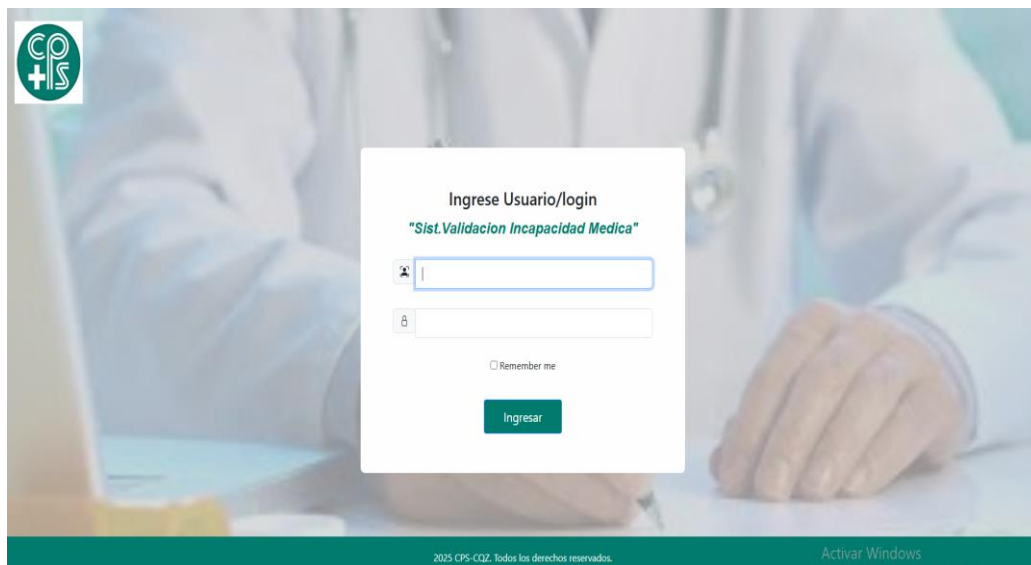 CPS
Ingrese Usuario/login
"Sist.Validacion Incapacidad Medica"
Remember me
Ingresar
2025 CPS-CQZ. Todos los derechos reservados.
Activar Windows